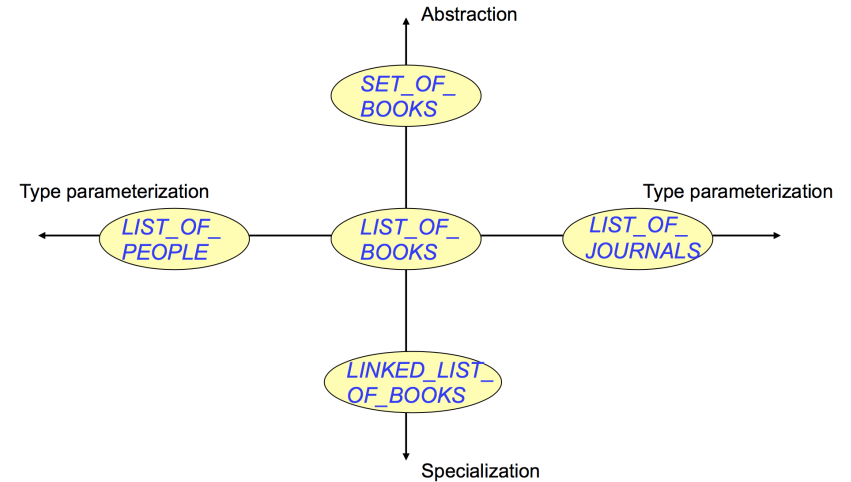 Abstraction
SET_OF_
BOOKS
Type parameterization
Type parameterization
LIST_OF_
PEOPLE
LIST_OF_
BOOKS
LIST_OF_
JOURNALS
LINKED_LIST_
OF_BOOKS
Specialization